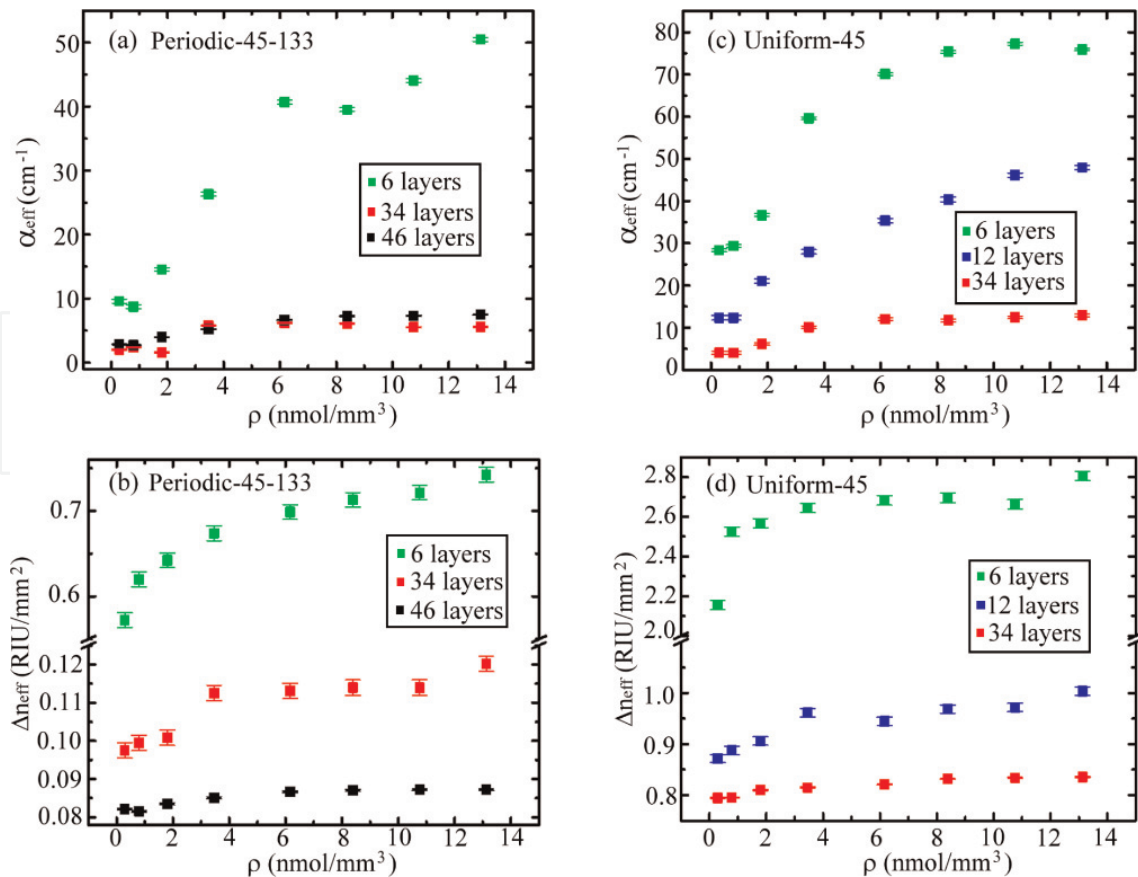 (a) Periodic-45-133
50
40
30
20
10
0
αeff (cm⁻¹)
6 layers
34 layers
46 layers
0 2 4 6 8 10 12 14
ρ (nmol/mm³)
(c) Uniform-45
80
70
60
50
40
30
20
10
0
αeff (cm⁻¹)
6 layers
12 layers
34 layers
0 2 4 6 8 10 12 14
ρ (nmol/mm³)
(b) Periodic-45-133
0.7
0.6
0.12
0.11
0.10
0.09
0.08
Δneff (RIU/mm²)
6 layers
34 layers
46 layers
0 2 4 6 8 10 12 14
ρ (nmol/mm³)
(d) Uniform-45
2.8
2.6
2.4
2.2
2.0
1.0
0.9
0.8
Δneff (RIU/mm²)
6 layers
12 layers
34 layers
0 2 4 6 8 10 12 14
ρ (nmol/mm³)